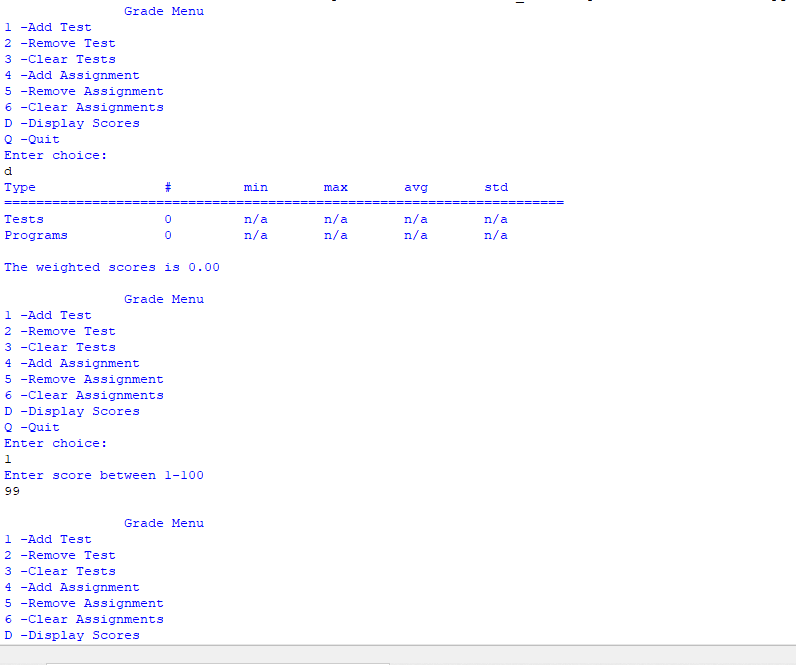 Grade Menu
1 -Add Test
2 -Remove Test
3 -Clear Tests
4 -Add Assignment
5 -Remove Assignment
6 -Clear Assignments
D -Display Scores
Q -Quit
Enter choice:
d
Type # min max avg std
======================================================================
Tests 0 n/a n/a n/a n/a
Programs 0 n/a n/a n/a n/a
The weighted scores is 0.00
Grade Menu
1 -Add Test
2 -Remove Test
3 -Clear Tests
4 -Add Assignment
5 -Remove Assignment
6 -Clear Assignments
D -Display Scores
Q -Quit
Enter choice:
1
Enter score between 1-100
99
Grade Menu
1 -Add Test
2 -Remove Test
3 -Clear Tests
4 -Add Assignment
5 -Remove Assignment
6 -Clear Assignments
D -Display Scores